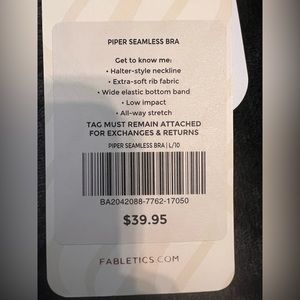 PIPER SEAMLESS BRA
Get to know me:
• Halter-style neckline
• Extra-soft rib fabric
• Wide elastic bottom band
• Low impact
• All-way stretch
TAG MUST REMAIN ATTACHED
FOR EXCHANGES & RETURNS
PIPER SEAMLESS BRA | L/10
BA2042088-7762-17050
$39.95
FABLETICS.COM